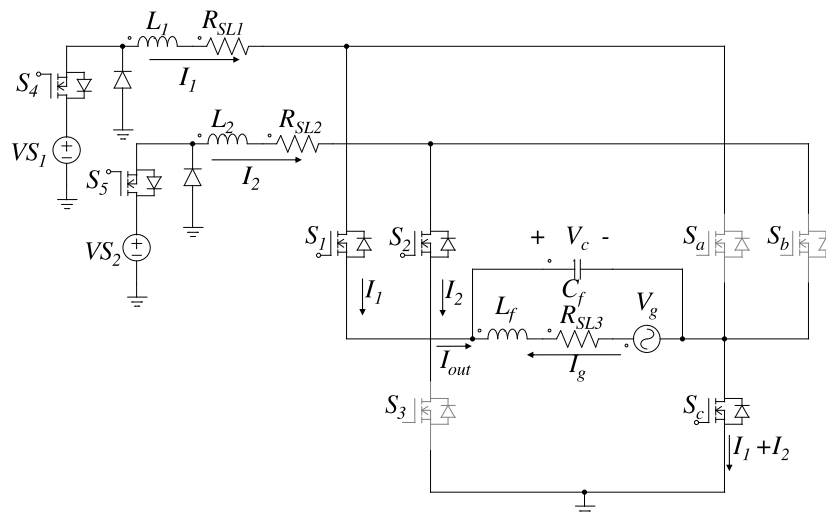 L1 RSL1
I1
S4
L2 RSL2
VS1
S5
I2
VS2
S1 S2 + Vc - Sa Sb
I1 I2 Cf
Lf RSL3 Vg
Iout Ig
S3 Sc
I1 +I2